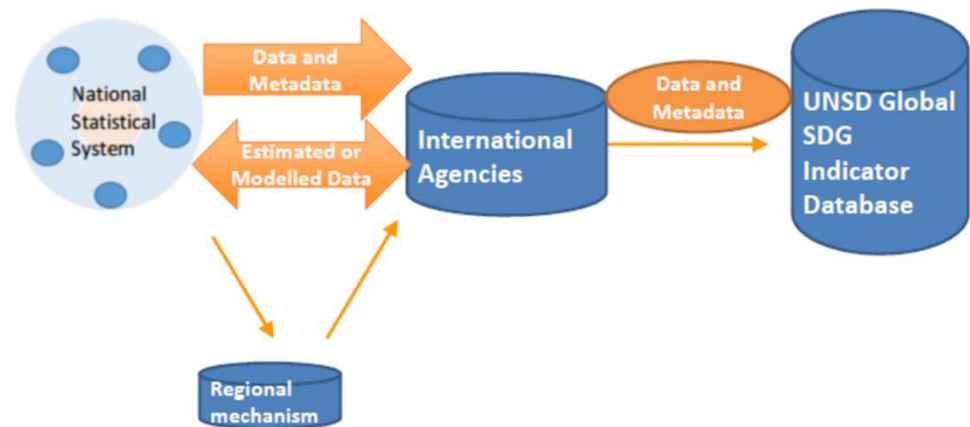 National
Statistical
System
Data and
Metadata
Estimated or
Modelled Data
International
Agencies
Data and
Metadata
UNSD Global
SDG
Indicator
Database
Regional
mechanism